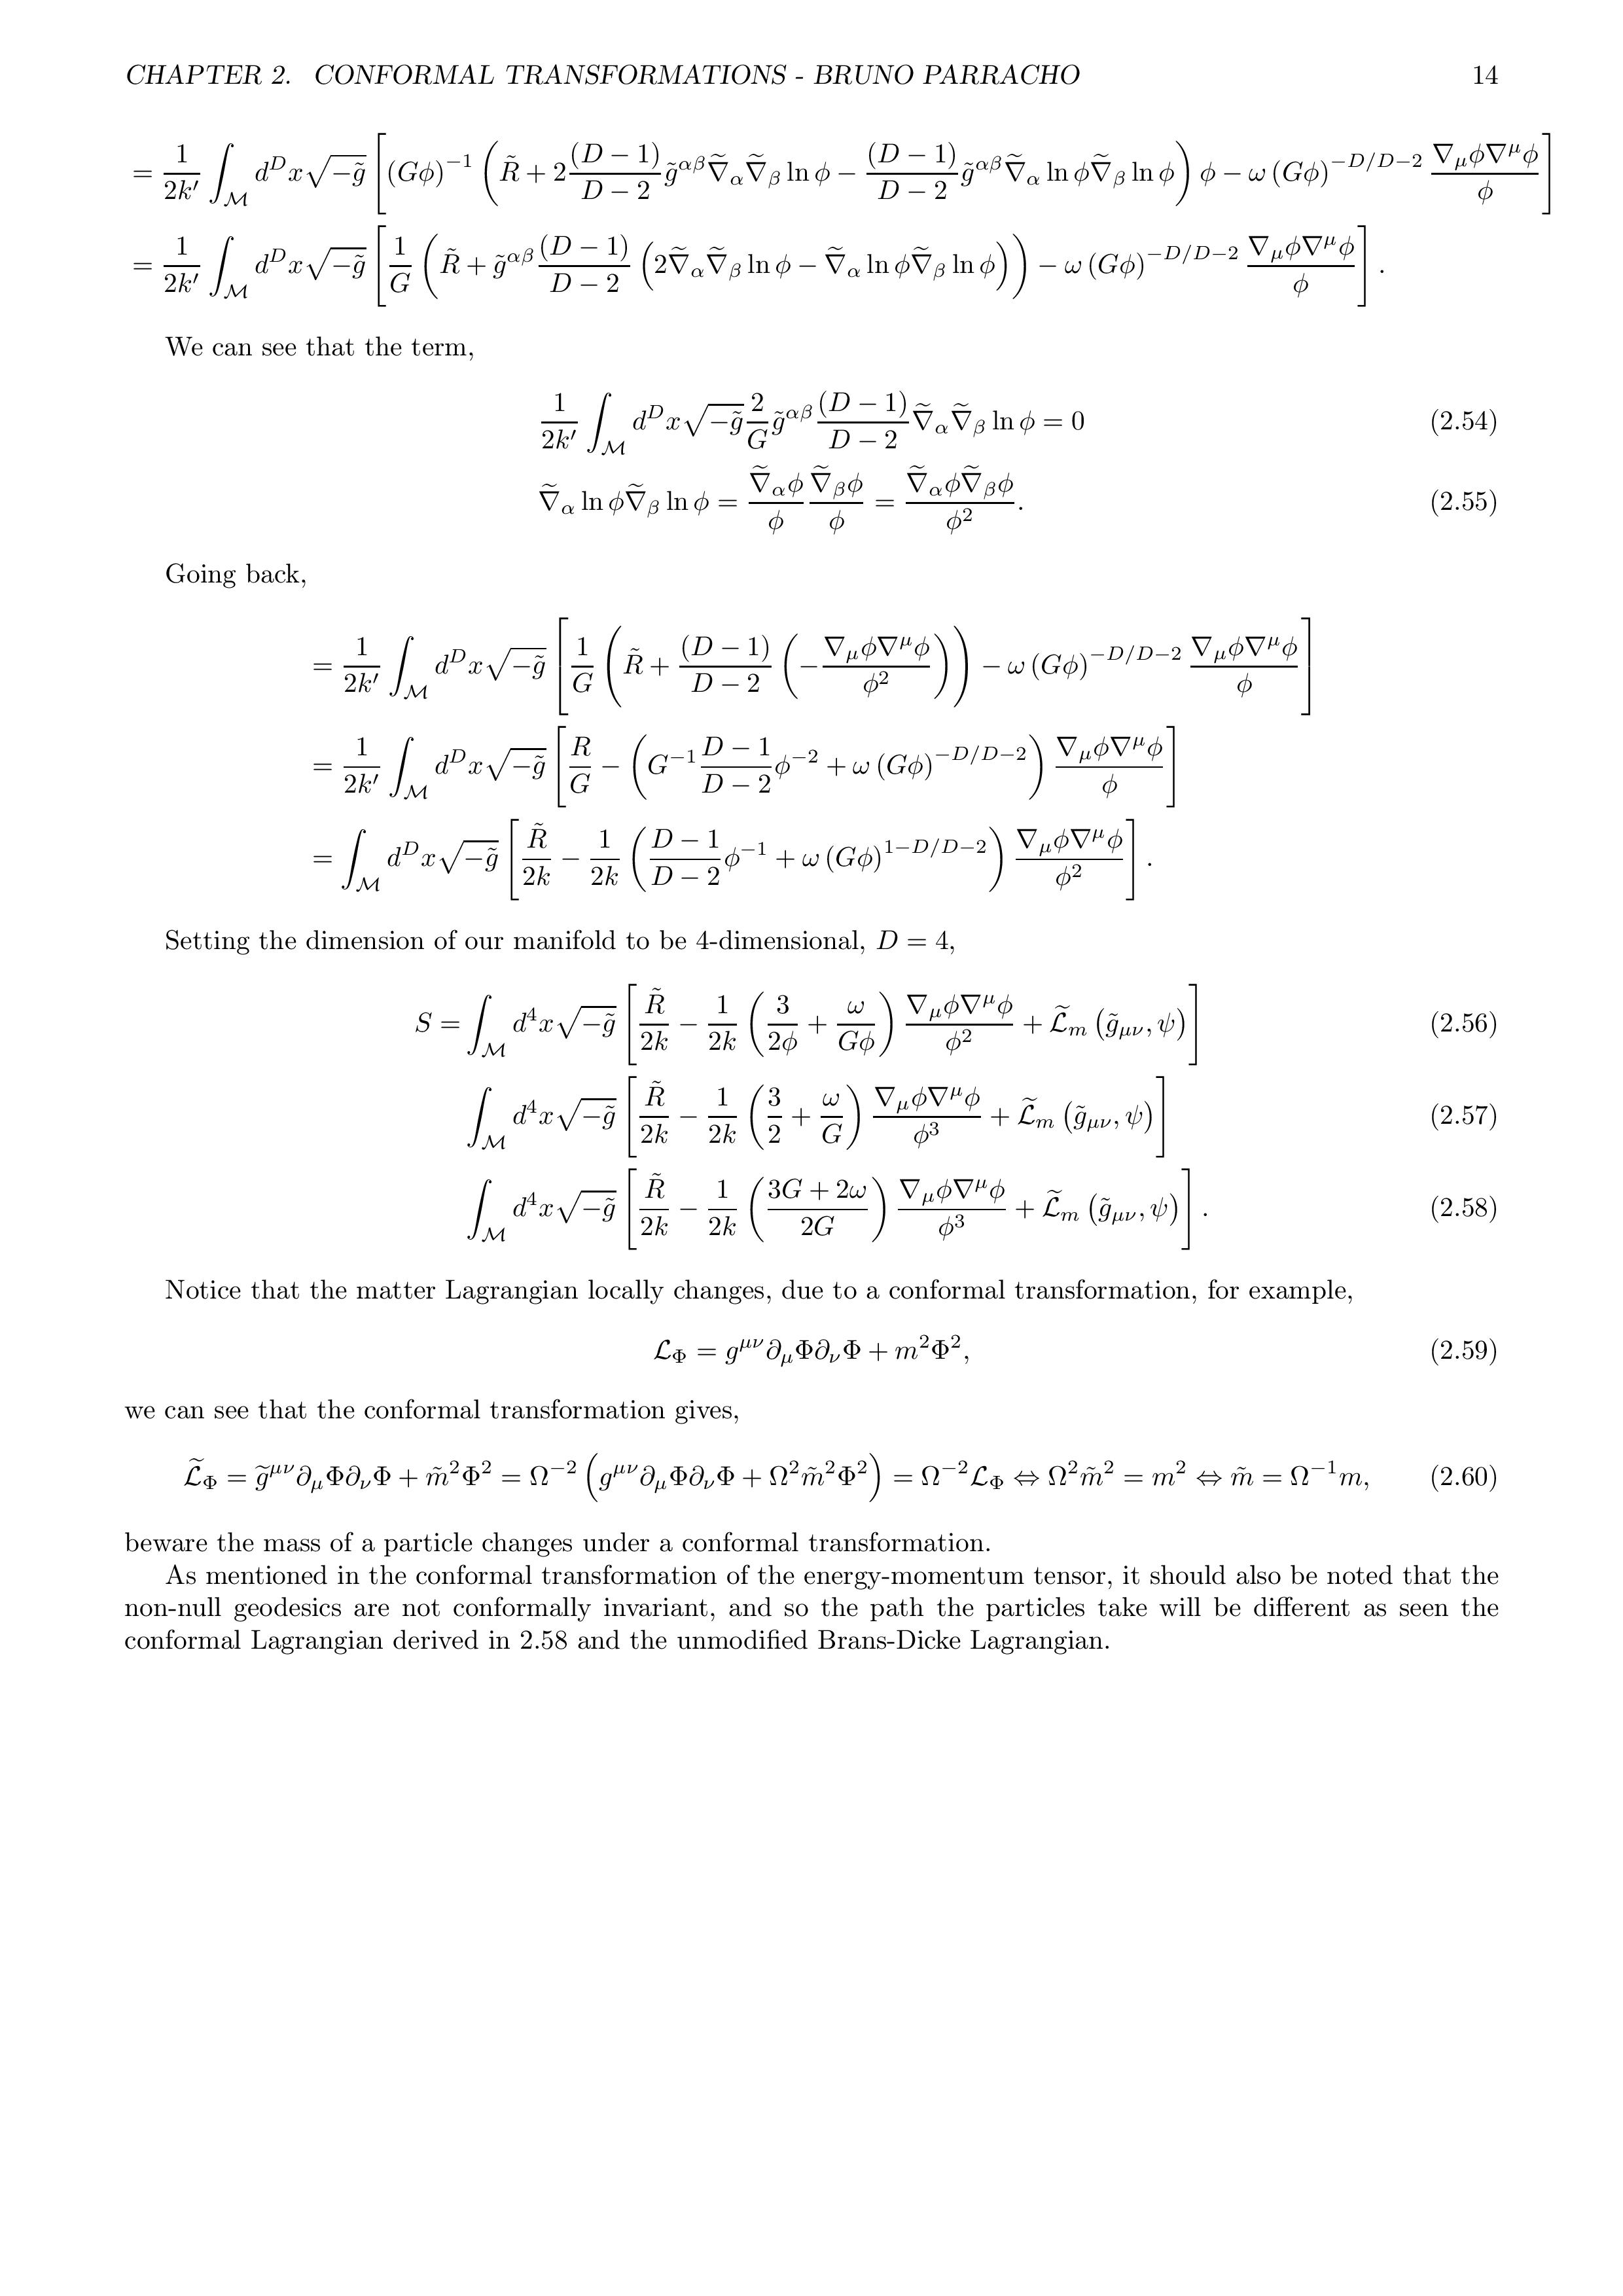 CHAPTER 2. CONFORMAL TRANSFORMATIONS - BRUNO PARRACHO 14
$= \frac{1}{2k'} \int_{\mathcal{M}} d^D x \sqrt{-\tilde{g}} \left[ (G\phi)^{-1} \left( \tilde{R} + 2\frac{(D-1)}{D-2} \tilde{g}^{\alpha\beta} \widetilde{\nabla}_\alpha \widetilde{\nabla}_\beta \ln\phi - \frac{(D-1)}{D-2} \tilde{g}^{\alpha\beta} \widetilde{\nabla}_\alpha \ln\phi \widetilde{\nabla}_\beta \ln\phi \right) \phi - \omega (G\phi)^{-D/D-2} \frac{\nabla_\mu\phi\nabla^\mu\phi}{\phi} \right]$
$= \frac{1}{2k'} \int_{\mathcal{M}} d^D x \sqrt{-\tilde{g}} \left[ \frac{1}{G} \left( \tilde{R} + \tilde{g}^{\alpha\beta} \frac{(D-1)}{D-2} \left( 2\widetilde{\nabla}_\alpha \widetilde{\nabla}_\beta \ln\phi - \widetilde{\nabla}_\alpha \ln\phi \widetilde{\nabla}_\beta \ln\phi \right) \right) - \omega (G\phi)^{-D/D-2} \frac{\nabla_\mu\phi\nabla^\mu\phi}{\phi} \right].$
We can see that the term,
$\frac{1}{2k'} \int_{\mathcal{M}} d^D x \sqrt{-\tilde{g}} \frac{2}{G} \tilde{g}^{\alpha\beta} \frac{(D-1)}{D-2} \widetilde{\nabla}_\alpha \widetilde{\nabla}_\beta \ln\phi = 0$ (2.54)
$\widetilde{\nabla}_\alpha \ln\phi \widetilde{\nabla}_\beta \ln\phi = \frac{\widetilde{\nabla}_\alpha\phi}{\phi} \frac{\widetilde{\nabla}_\beta\phi}{\phi} = \frac{\widetilde{\nabla}_\alpha\phi\widetilde{\nabla}_\beta\phi}{\phi^2}.$ (2.55)
Going back,
$= \frac{1}{2k'} \int_{\mathcal{M}} d^D x \sqrt{-\tilde{g}} \left[ \frac{1}{G} \left( \tilde{R} + \frac{(D-1)}{D-2} \left( -\frac{\nabla_\mu\phi\nabla^\mu\phi}{\phi^2} \right) \right) - \omega (G\phi)^{-D/D-2} \frac{\nabla_\mu\phi\nabla^\mu\phi}{\phi} \right]$
$= \frac{1}{2k'} \int_{\mathcal{M}} d^D x \sqrt{-\tilde{g}} \left[ \frac{R}{G} - \left( G^{-1} \frac{D-1}{D-2} \phi^{-2} + \omega (G\phi)^{-D/D-2} \right) \frac{\nabla_\mu\phi\nabla^\mu\phi}{\phi} \right]$
$= \int_{\mathcal{M}} d^D x \sqrt{-\tilde{g}} \left[ \frac{\tilde{R}}{2k} - \frac{1}{2k} \left( \frac{D-1}{D-2} \phi^{-1} + \omega (G\phi)^{1-D/D-2} \right) \frac{\nabla_\mu\phi\nabla^\mu\phi}{\phi^2} \right].$
Setting the dimension of our manifold to be 4-dimensional, $D = 4$,
$S = \int_{\mathcal{M}} d^4 x \sqrt{-\tilde{g}} \left[ \frac{\tilde{R}}{2k} - \frac{1}{2k} \left( \frac{3}{2\phi} + \frac{\omega}{G\phi} \right) \frac{\nabla_\mu\phi\nabla^\mu\phi}{\phi^2} + \widetilde{\mathcal{L}}_m (\tilde{g}_{\mu\nu}, \psi) \right]$ (2.56)
$\int_{\mathcal{M}} d^4 x \sqrt{-\tilde{g}} \left[ \frac{\tilde{R}}{2k} - \frac{1}{2k} \left( \frac{3}{2} + \frac{\omega}{G} \right) \frac{\nabla_\mu\phi\nabla^\mu\phi}{\phi^3} + \widetilde{\mathcal{L}}_m (\tilde{g}_{\mu\nu}, \psi) \right]$ (2.57)
$\int_{\mathcal{M}} d^4 x \sqrt{-\tilde{g}} \left[ \frac{\tilde{R}}{2k} - \frac{1}{2k} \left( \frac{3G + 2\omega}{2G} \right) \frac{\nabla_\mu\phi\nabla^\mu\phi}{\phi^3} + \widetilde{\mathcal{L}}_m (\tilde{g}_{\mu\nu}, \psi) \right].$ (2.58)
Notice that the matter Lagrangian locally changes, due to a conformal transformation, for example,
$\mathcal{L}_\Phi = g^{\mu\nu} \partial_\mu\Phi\partial_\nu\Phi + m^2\Phi^2,$ (2.59)
we can see that the conformal transformation gives,
$\widetilde{\mathcal{L}}_\Phi = \widetilde{g}^{\mu\nu} \partial_\mu\Phi\partial_\nu\Phi + \tilde{m}^2\Phi^2 = \Omega^{-2} \left( g^{\mu\nu} \partial_\mu\Phi\partial_\nu\Phi + \Omega^2\tilde{m}^2\Phi^2 \right) = \Omega^{-2}\mathcal{L}_\Phi \Leftrightarrow \Omega^2\tilde{m}^2 = m^2 \Leftrightarrow \tilde{m} = \Omega^{-1}m,$ (2.60)
beware the mass of a particle changes under a conformal transformation.
As mentioned in the conformal transformation of the energy-momentum tensor, it should also be noted that the
non-null geodesics are not conformally invariant, and so the path the particles take will be different as seen the
conformal Lagrangian derived in 2.58 and the unmodified Brans-Dicke Lagrangian.